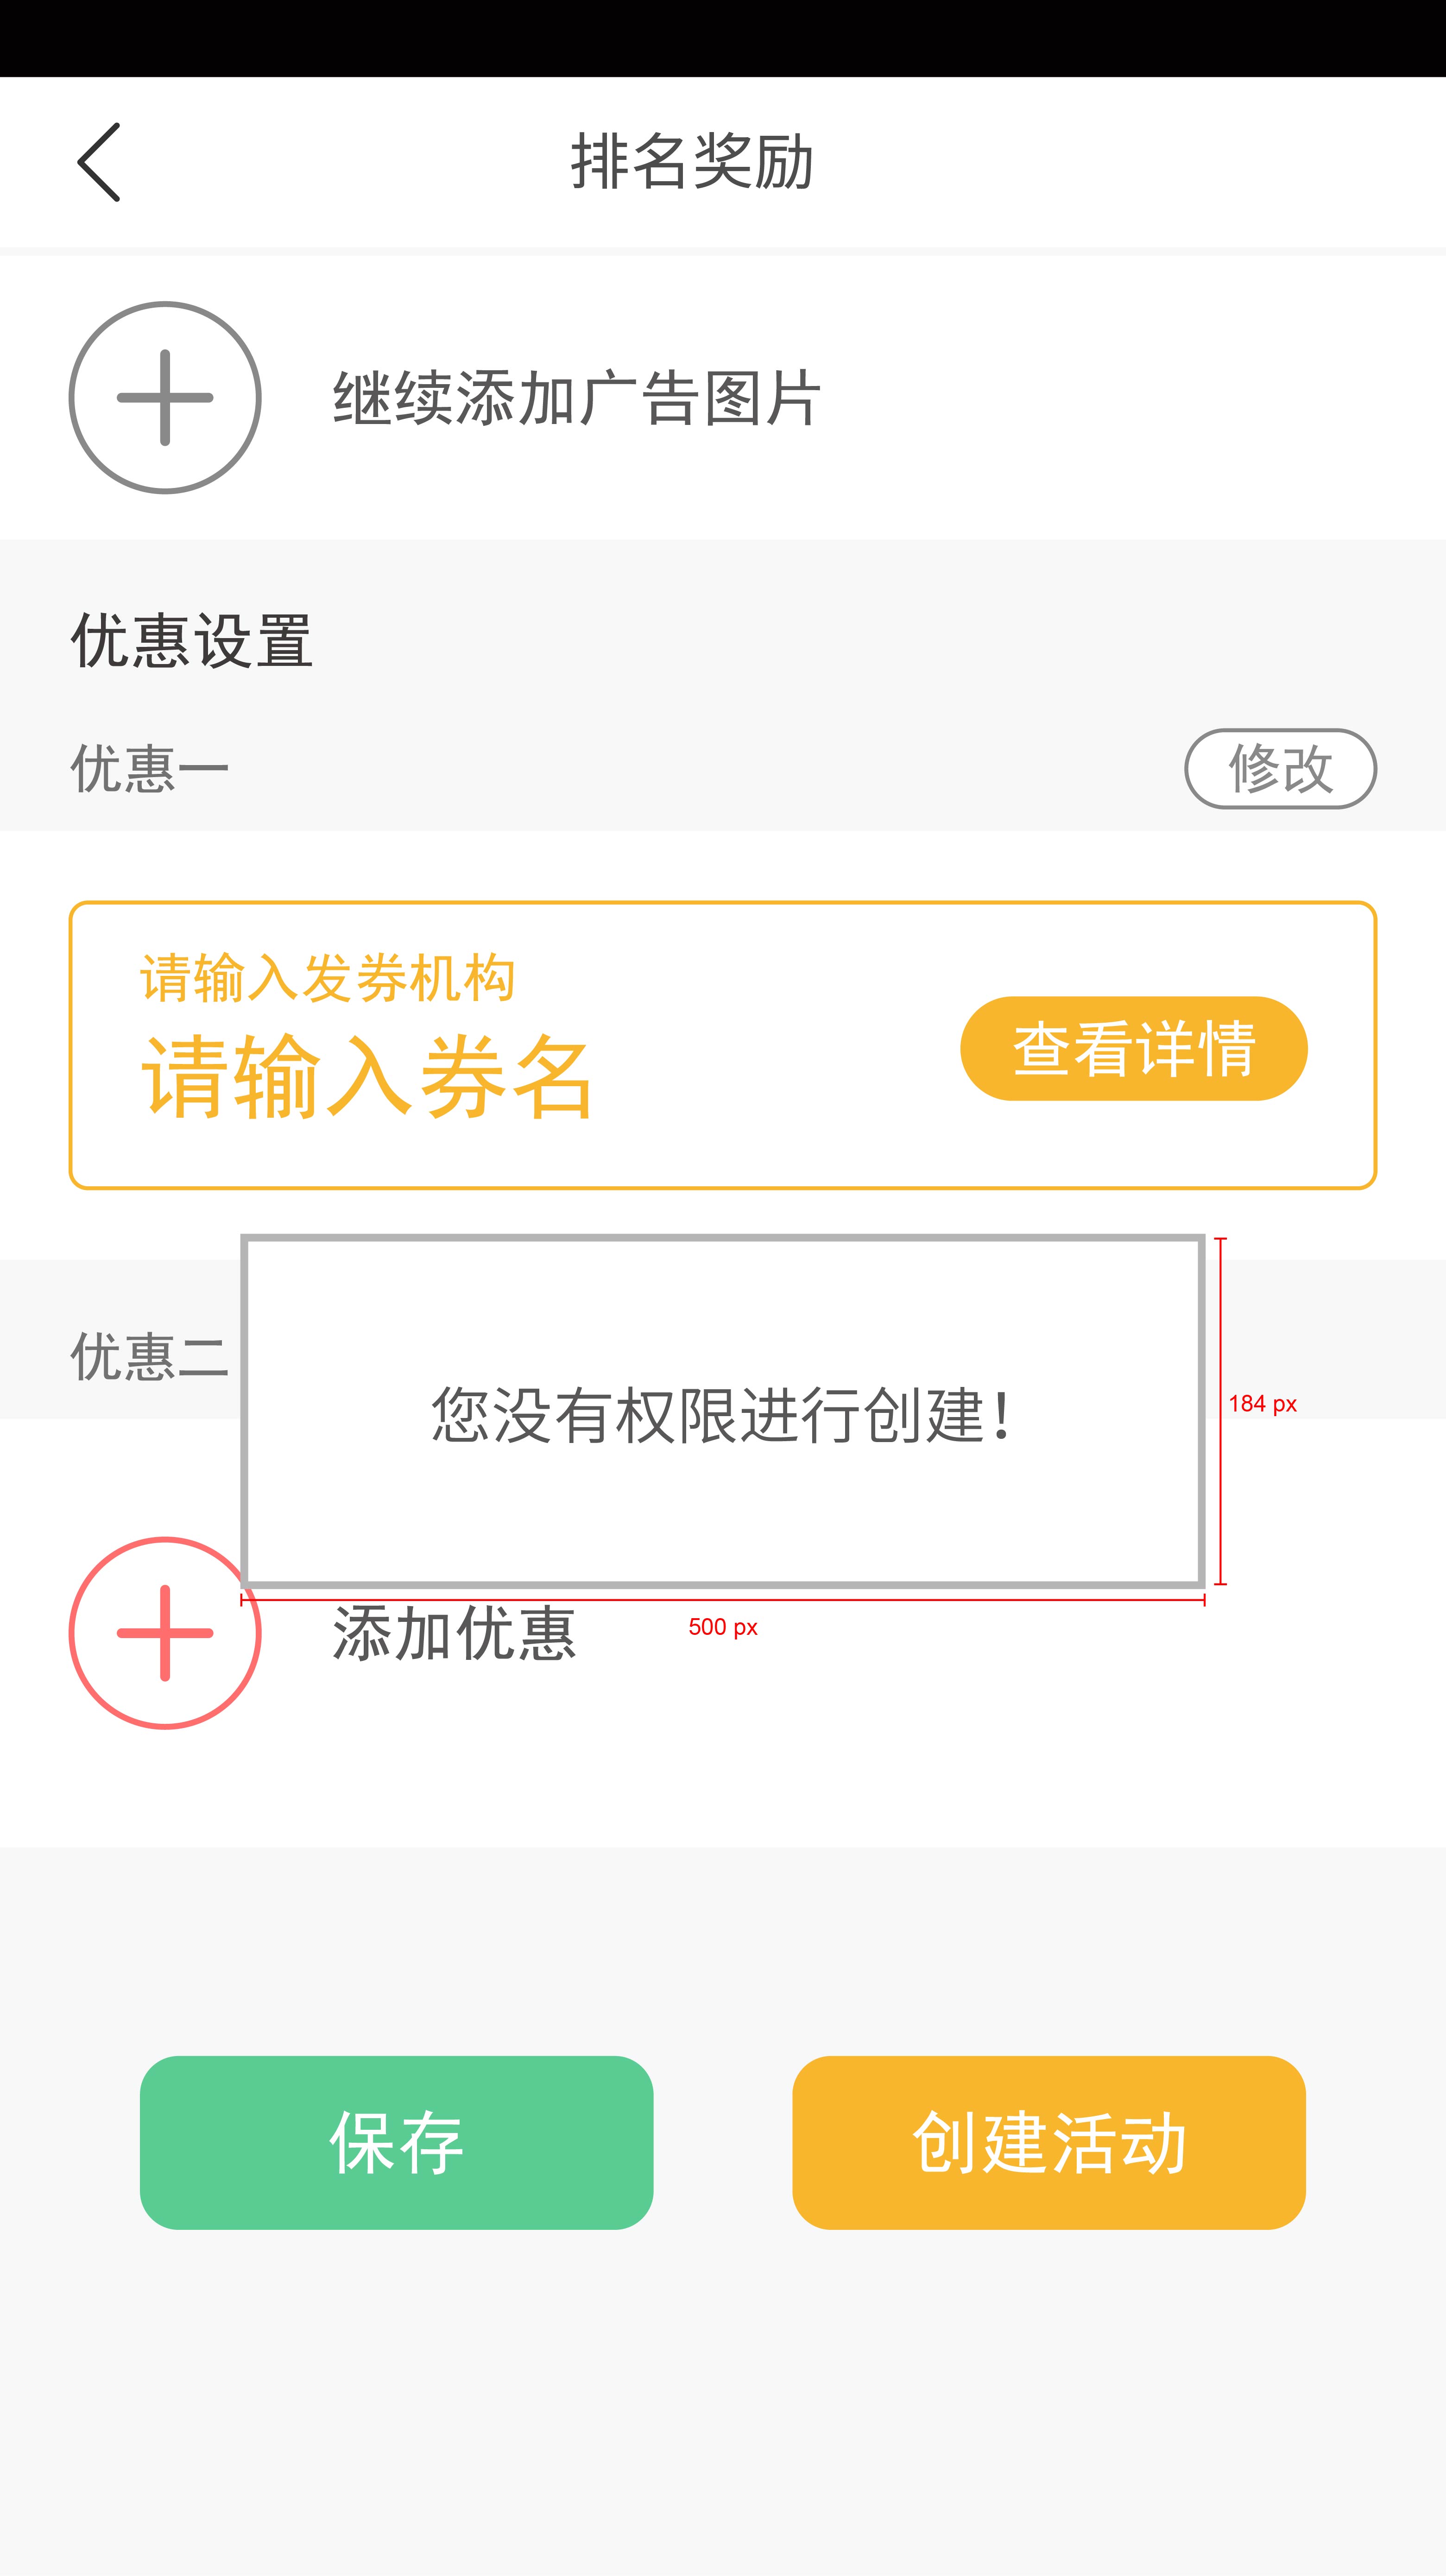 排名奖励
继续添加广告图片
优惠设置
优惠一
修改
请输入发券机构
请输入券名
查看详情
优惠二
您没有权限进行创建！
184 px
500 px
添加优惠
保存
创建活动